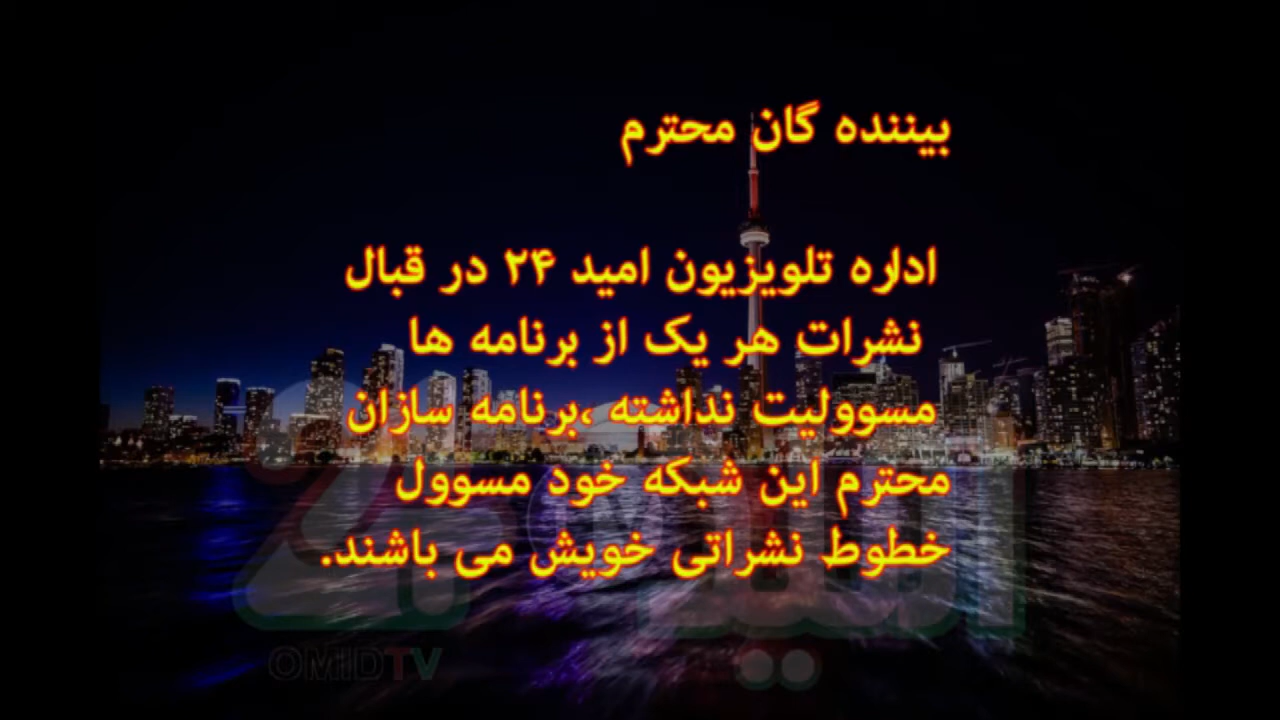 بیننده گان محترم
اداره تلویزیون امید ۲۴ در قبال
نشرات هر یک از برنامه ها
مسوولیت نداشته ،برنامه سازان
محترم این شبکه خود مسوول
خطوط نشراتی خویش می باشند.
امید
OMIDTV